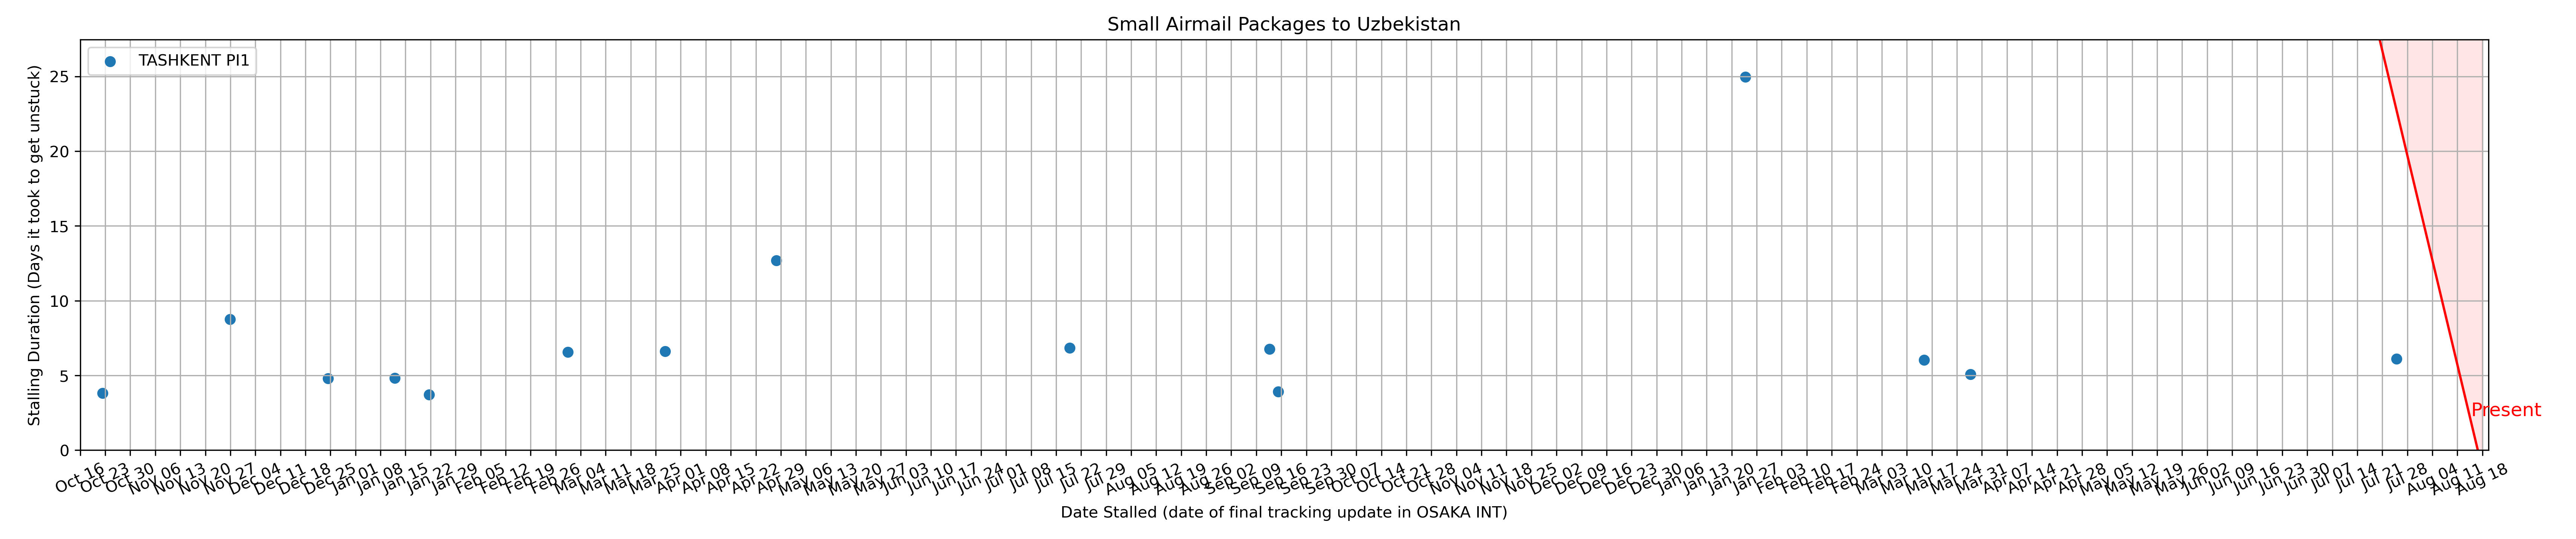 Small Airmail Packages to Uzbekistan
TASHKENT PI1
Stalling Duration (Days it took to get unstuck)
25
20
15
10
5
0
Present
Oct 16
Oct 23
Oct 30
Nov 06
Nov 13
Nov 20
Nov 27
Dec 04
Dec 11
Dec 18
Dec 25
Jan 01
Jan 08
Jan 15
Jan 22
Jan 29
Feb 05
Feb 12
Feb 19
Feb 26
Mar 04
Mar 11
Mar 18
Mar 25
Apr 01
Apr 08
Apr 15
Apr 22
Apr 29
May 06
May 13
May 20
May 27
Jun 03
Jun 10
Jun 17
Jun 24
Jul 01
Jul 08
Jul 15
Jul 22
Jul 29
Aug 05
Aug 12
Aug 19
Aug 26
Sep 02
Sep 09
Sep 16
Sep 23
Sep 30
Oct 07
Oct 14
Oct 21
Oct 28
Nov 04
Nov 11
Nov 18
Nov 25
Dec 02
Dec 09
Dec 16
Dec 23
Dec 30
Jan 06
Jan 13
Jan 20
Jan 27
Feb 03
Feb 10
Feb 17
Feb 24
Mar 03
Mar 10
Mar 17
Mar 24
Mar 31
Apr 07
Apr 14
Apr 21
Apr 28
May 05
May 12
May 19
May 26
Jun 02
Jun 09
Jun 16
Jun 23
Jun 30
Jul 07
Jul 14
Jul 21
Jul 28
Aug 04
Aug 11
Aug 18
Date Stalled (date of final tracking update in OSAKA INT)